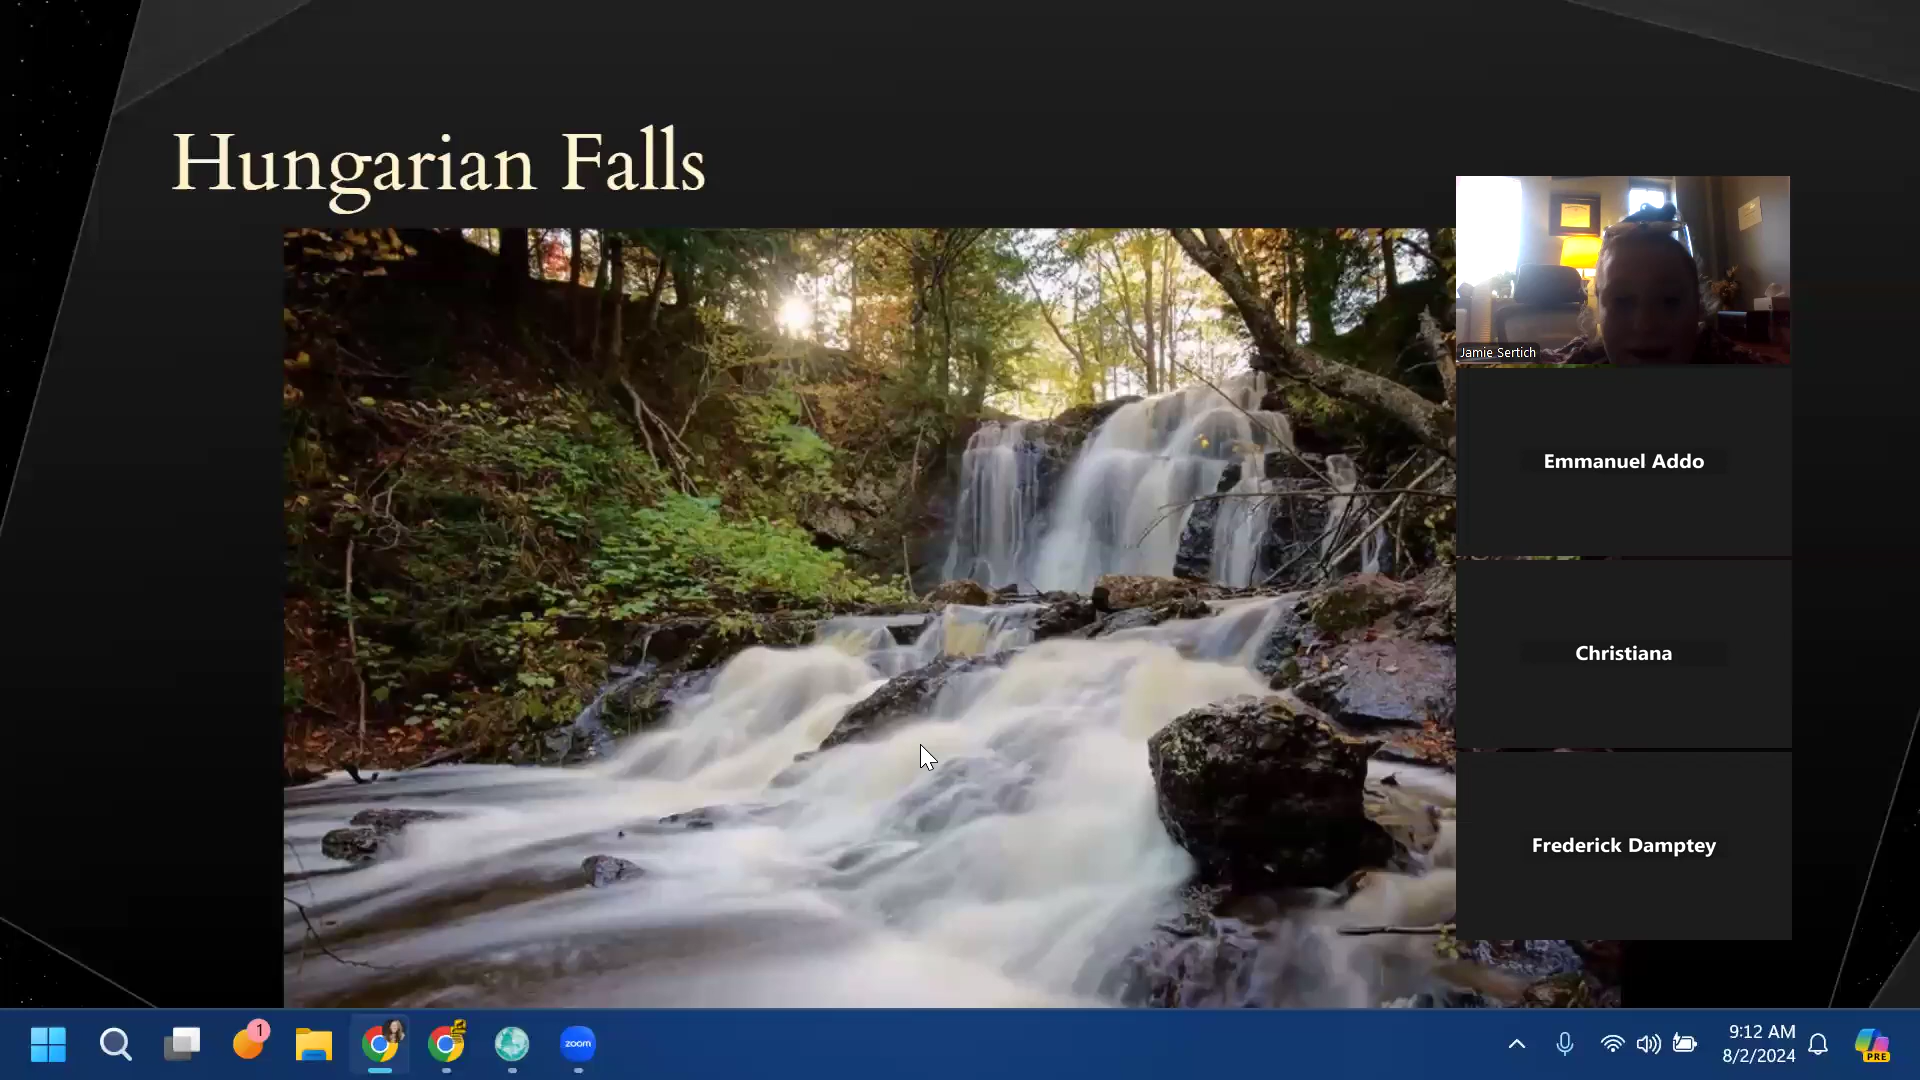 Hungarian Falls
Jamie Sertich
Emmanuel Addo
Christiana
Frederick Damptey
1
zoom
9:12 AM
8/2/2024
PRE